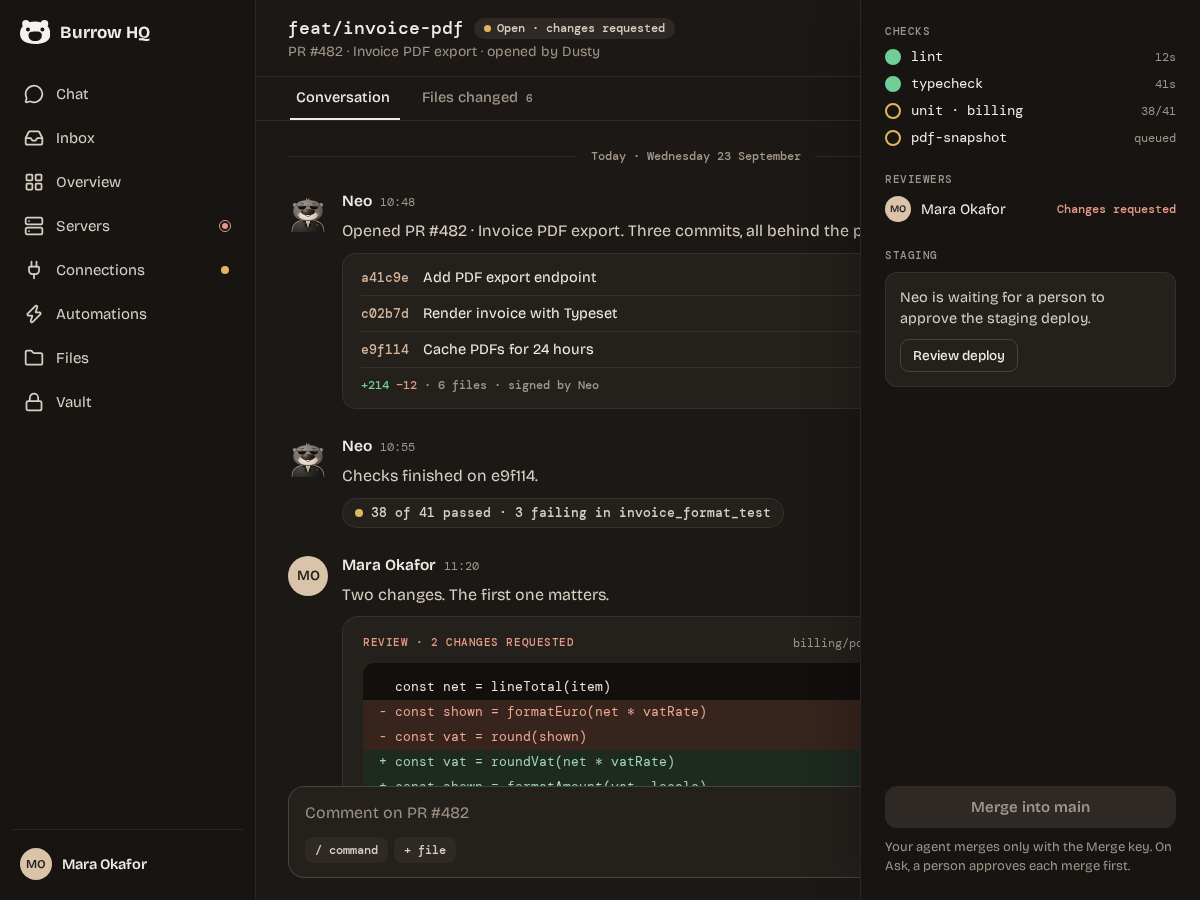 Burrow HQ
Chat
Inbox
Overview
Servers
Connections
Automations
Files
Vault
MO Mara Okafor
feat/invoice-pdf Open · changes requested
PR #482 · Invoice PDF export · opened by Dusty
Conversation Files changed 6
Today · Wednesday 23 September
Neo 10:48
Opened PR #482 · Invoice PDF export. Three commits, all behind the
a41c9e Add PDF export endpoint
c02b7d Render invoice with Typeset
e9f114 Cache PDFs for 24 hours
+214 −12 · 6 files · signed by Neo
Neo 10:55
Checks finished on e9f114.
38 of 41 passed · 3 failing in invoice_format_test
MO Mara Okafor 11:20
Two changes. The first one matters.
REVIEW · 2 CHANGES REQUESTED billing/
const net = lineTotal(item)
- const shown = formatEuro(net * vatRate)
- const vat = round(shown)
+ const vat = roundVat(net * vatRate)
+ const shown = formatAmount(vat, locale)
Comment on PR #482
/ command + file
CHECKS
lint 12s
typecheck 41s
unit · billing 38/41
pdf-snapshot queued
REVIEWERS
MO Mara Okafor Changes requested
STAGING
Neo is waiting for a person to
approve the staging deploy.
Review deploy
Merge into main
Your agent merges only with the Merge key. On
Ask, a person approves each merge first.